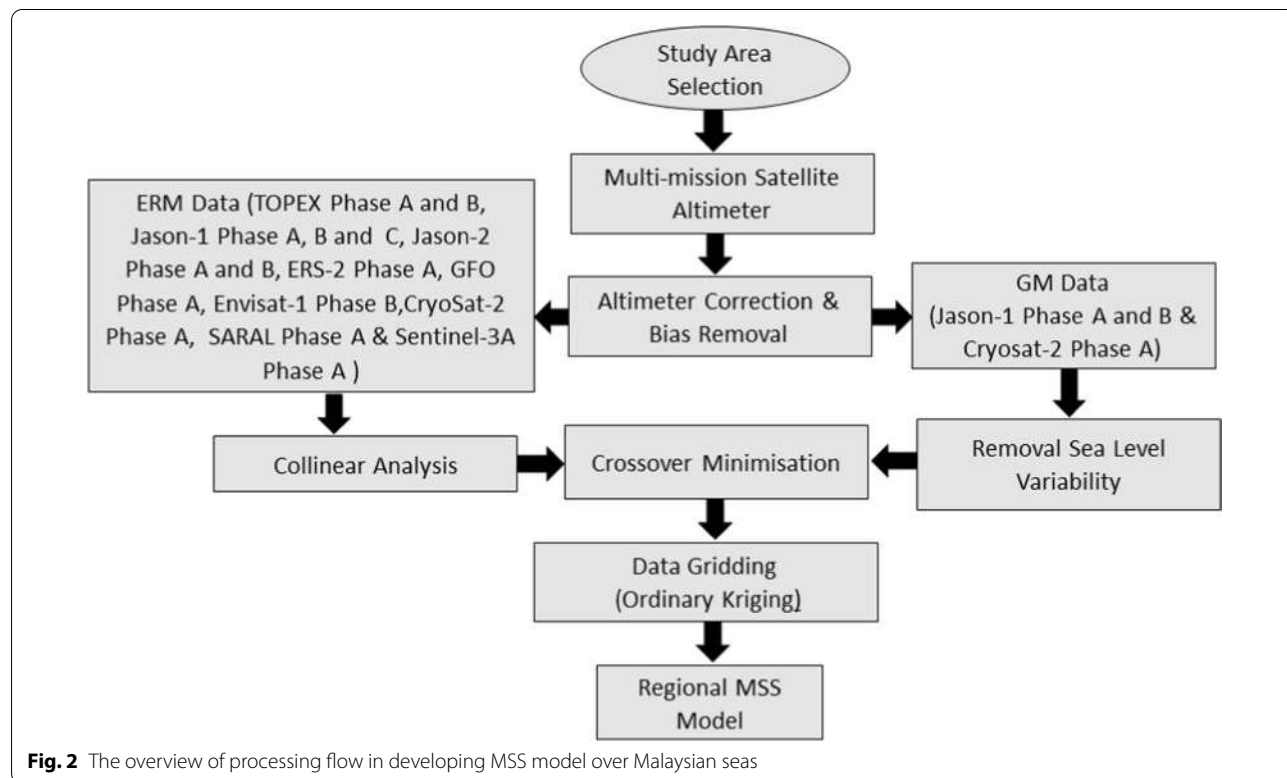 Study Area
Selection
Multi-mission Satellite
Altimeter
ERM Data (TOPEX Phase A and B,
Jason-1 Phase A, B and C, Jason-2
Phase A and B, ERS-2 Phase A, GFO
Phase A, Envisat-1 Phase B,CryoSat-2
Phase A, SARAL Phase A & Sentinel-3A
Phase A )
Altimeter Correction &
Bias Removal
GM Data
(Jason-1 Phase A and B &
Cryosat-2 Phase A)
Collinear Analysis
Crossover Minimisation
Removal Sea Level
Variability
Data Gridding
(Ordinary Kriging)
Regional MSS
Model
Fig. 2 The overview of processing flow in developing MSS model over Malaysian seas